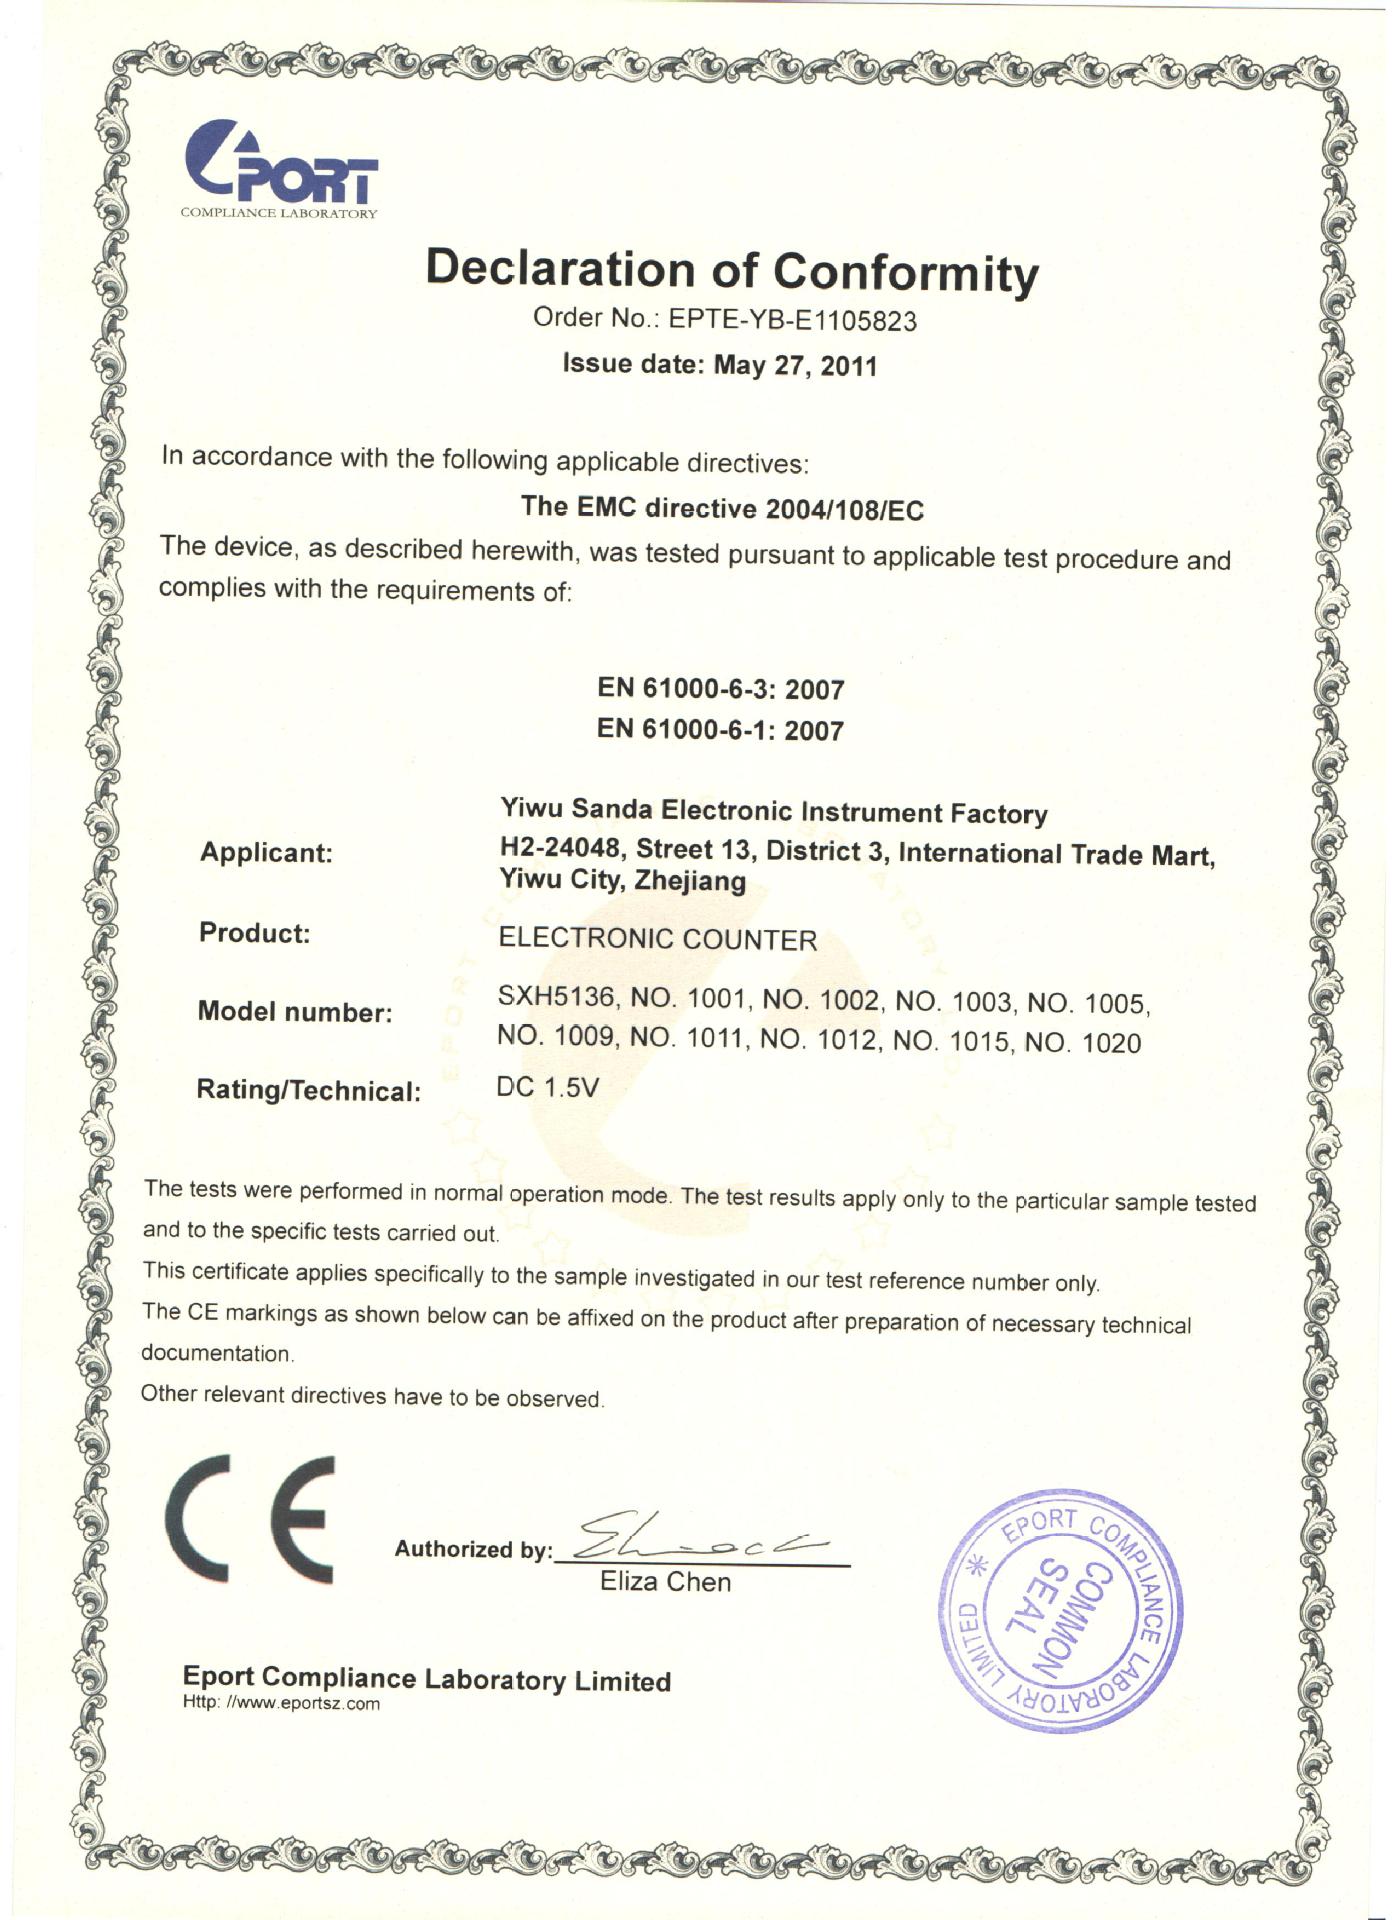 PORT
COMPLIANCE LABORATORY
Declaration of Conformity
Order No.: EPTE-YB-E1105823
Issue date: May 27, 2011
In accordance with the following applicable directives:
The EMC directive 2004/108/EC
The device, as described herewith, was tested pursuant to applicable test procedure and
complies with the requirements of:
EN 61000-6-3: 2007
EN 61000-6-1: 2007
Applicant:
Yiwu Sanda Electronic Instrument Factory
H2-24048, Street 13, District 3, International Trade Mart,
Yiwu City, Zhejiang
Product:
ELECTRONIC COUNTER
Model number:
SXH5136, NO. 1001, NO. 1002, NO. 1003, NO. 1005,
NO. 1009, NO. 1011, NO. 1012, NO. 1015, NO. 1020
Rating/Technical:
DC 1.5V
The tests were performed in normal operation mode. The test results apply only to the particular sample tested
and to the specific tests carried out.
This certificate applies specifically to the sample investigated in our test reference number only.
The CE markings as shown below can be affixed on the product after preparation of necessary technical
documentation.
Other relevant directives have to be observed.
CE
Authorized by:
Eliza Chen
EPORT COMPLIANCE LABORATORY LIMITED
COMMON
SEAL
Eport Compliance Laboratory Limited
Http: //www.eportsz.com